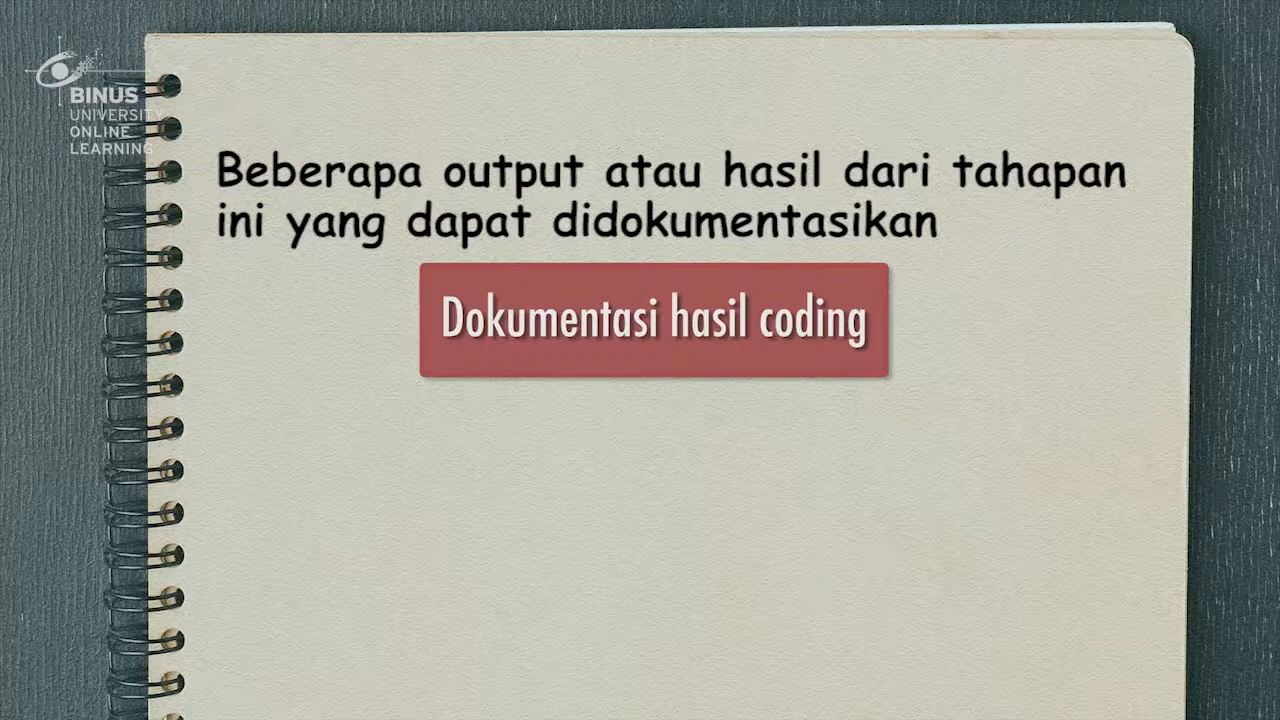 BINUS
UNIVERSITY
ONLINE
LEARNING
Beberapa output atau hasil dari tahapan
ini yang dapat didokumentasikan
Dokumentasi hasil coding